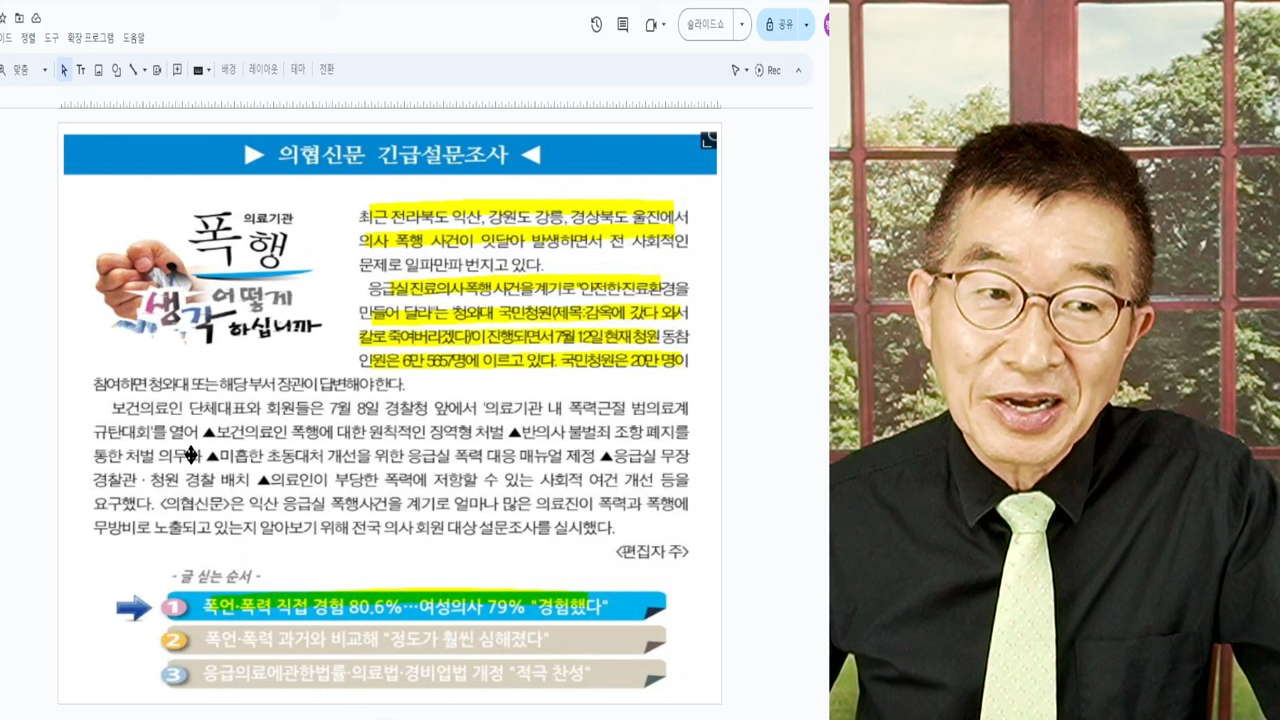 이드 정렬 도구 확장 프로그램 도움말
슬라이드쇼
공유
맞춤
배경 레이아웃 테마 전환
Rec
▶ 의협신문 긴급설문조사 ◀
의료기관
폭행
어떻게
생각
하십니까
최근 전라북도 익산, 강원도 강릉, 경상북도 울진에서
의사 폭행 사건이 잇달아 발생하면서 전 사회적인
문제로 일파만파 번지고 있다.
응급실 진료의사 폭행 사건을 계기로 '안전한 진료환경을
만들어 달라'는 '청와대 국민청원(제목:감옥에 갔다 와서
칼로 죽여버리겠다)'이 진행되면서 7월 12일 현재 청원 동참
인원은 6만 5657명에 이르고 있다. 국민청원은 20만 명이
참여하면 청와대 또는 해당 부서 장관이 답변해야 한다.
보건의료인 단체대표와 회원들은 7월 8일 경찰청 앞에서 '의료기관 내 폭력근절 범의료계
규탄대회'를 열어 ▲보건의료인 폭행에 대한 원칙적인 징역형 처벌 ▲반의사 불벌죄 조항 폐지를
통한 처벌 의무화 ▲미흡한 초동대처 개선을 위한 응급실 폭력 대응 매뉴얼 제정 ▲응급실 무장
경찰관·청원 경찰 배치 ▲의료인이 부당한 폭력에 저항할 수 있는 사회적 여건 개선 등을
요구했다. <의협신문>은 익산 응급실 폭행사건을 계기로 얼마나 많은 의료진이 폭력과 폭행에
무방비로 노출되고 있는지 알아보기 위해 전국 의사 회원 대상 설문조사를 실시했다.
<편집자 주>
- 글 싣는 순서 -
1 폭언·폭력 직접 경험 80.6%…여성의사 79% "경험했다"
2 폭언·폭력 과거와 비교해 "정도가 훨씬 심해졌다"
3 응급의료에관한법률·의료법·경비업법 개정 "적극 찬성"